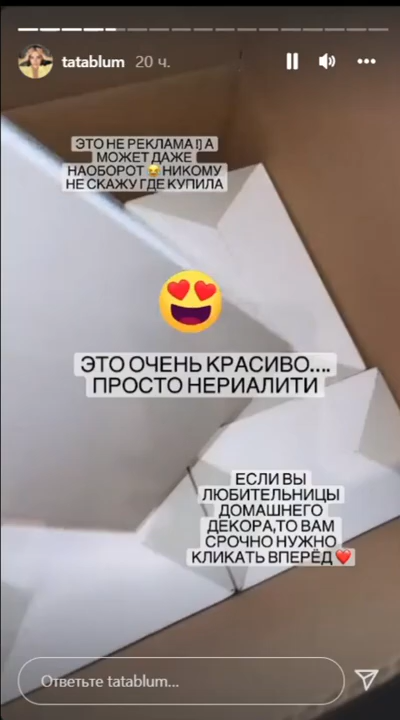 tatablum 20 ч.
ЭТО НЕ РЕКЛАМА І) А
МОЖЕТ ДАЖЕ
НАОБОРОТ 😂 НИКОМУ
НЕ СКАЖУ ГДЕ КУПИЛА
ЭТО ОЧЕНЬ КРАСИВО....
ПРОСТО НЕРИАЛИТИ
ЕСЛИ ВЫ
ЛЮБИТЕЛЬНИЦЫ
ДОМАШНЕГО
ДЕКОРА,ТО ВАМ
СРОЧНО НУЖНО
КЛИКАТЬ ВПЕРЁД❤️
Ответьте tatablum...